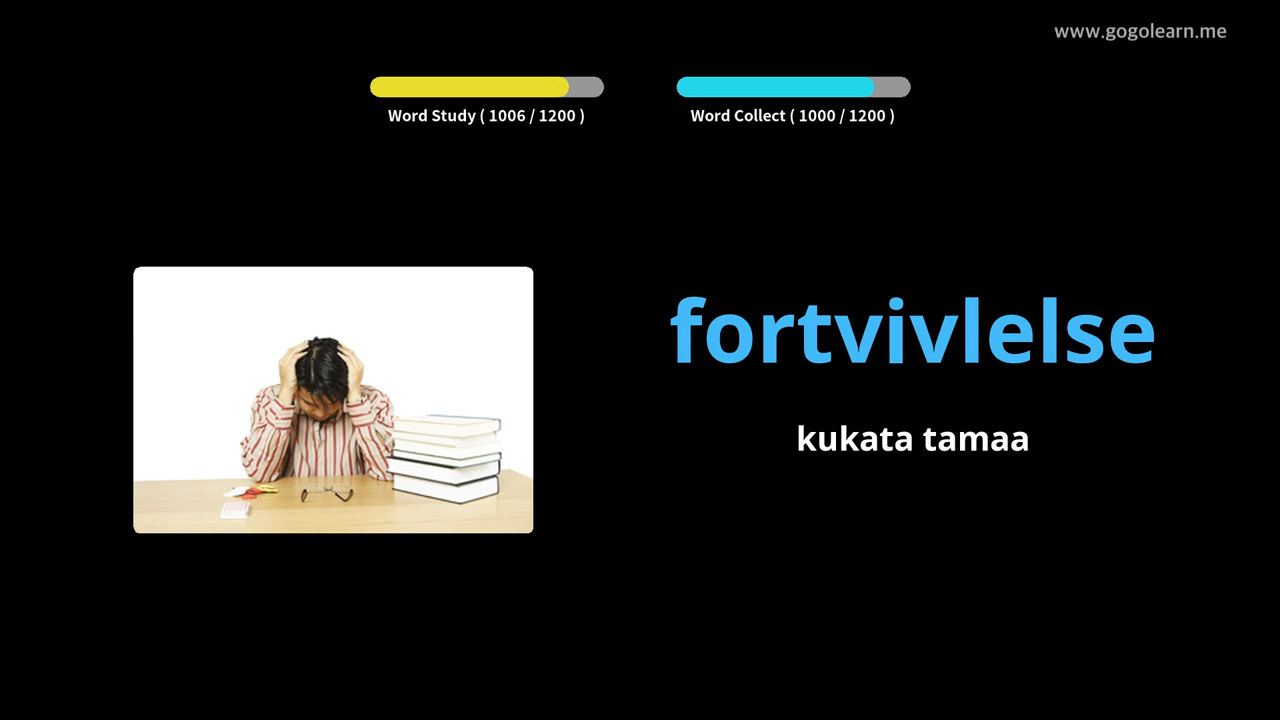 www.gogolearn.me
Word Study ( 1006 / 1200 )
Word Collect ( 1000 / 1200 )
fortvivlelse
kukata tamaa